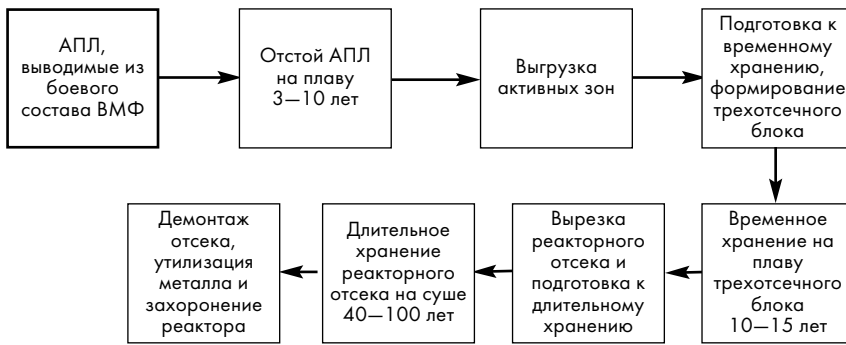 АПЛ,
выводимые из
боевого
состава ВМФ
Отстой АПЛ
на плаву
3—10 лет
Выгрузка
активных зон
Подготовка к
временному
хранению,
формирование
трехотсечного
блока
Временное
хранение на
плаву
трехотсечного
блока
10—15 лет
Вырезка
реакторного
отсека и
подготовка к
длительному
хранению
Длительное
хранение
реакторного
отсека на суше
40—100 лет
Демонтаж
отсека,
утилизация
металла и
захоронение
реактора